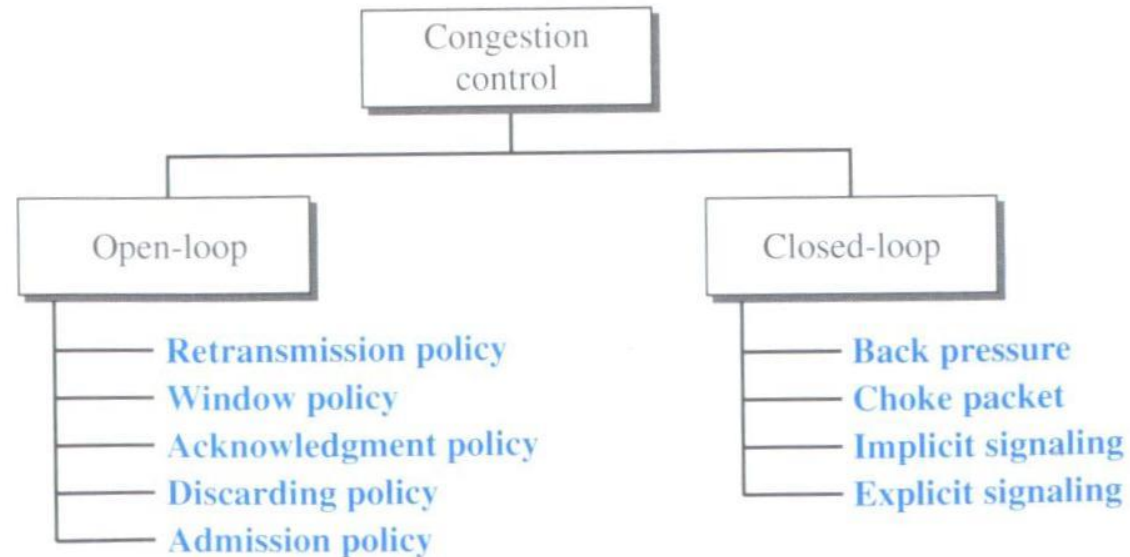 Congestion
control
Open-loop
Closed-loop
Retransmission policy
Window policy
Acknowledgment policy
Discarding policy
Admission policy
Back pressure
Choke packet
Implicit signaling
Explicit signaling